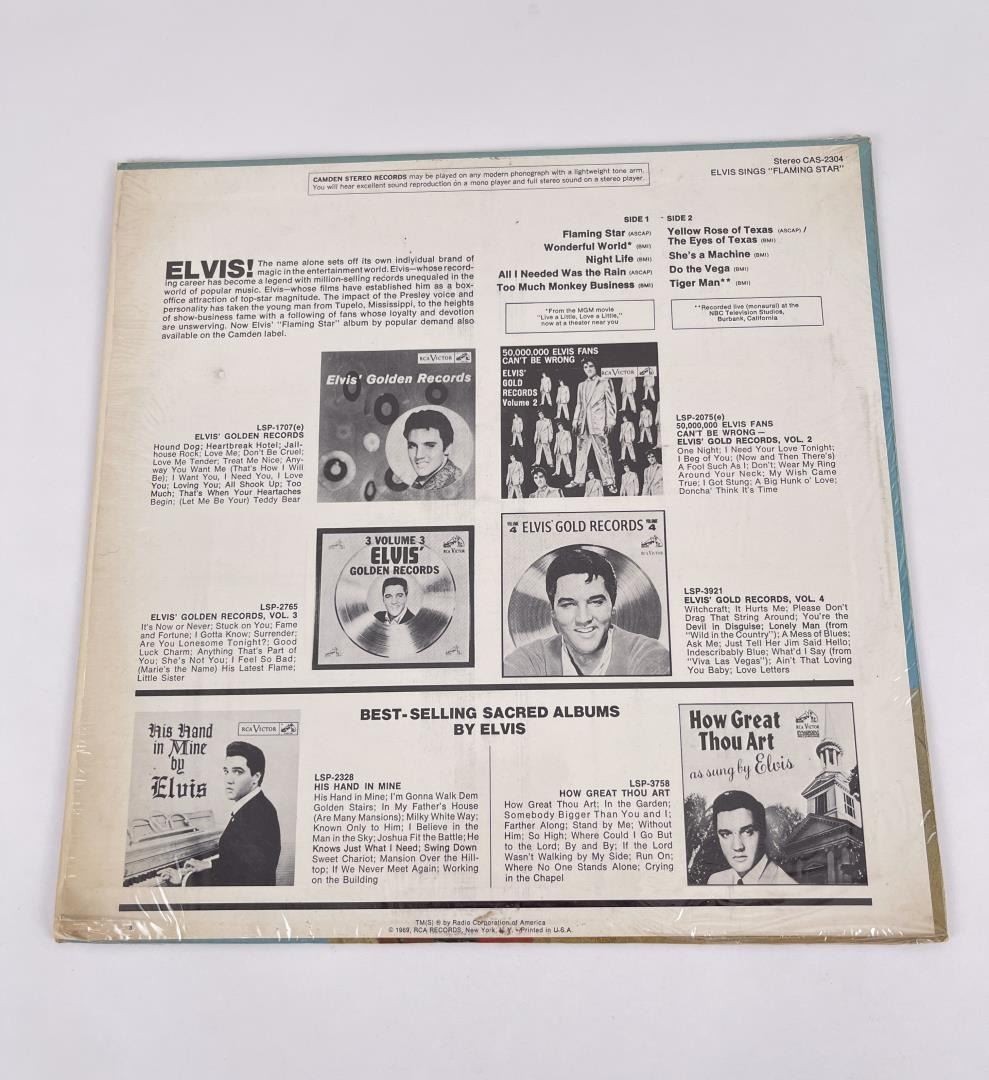 Stereo CAS-2304
ELVIS SINGS "FLAMING STAR"
CAMDEN STEREO RECORDS may be played on any modern phonograph with a lightweight tone arm.
You will hear excellent sound reproduction on a mono player and full stereo sound on a stereo player.
ELVIS! The name alone sets off its own individual brand of
magic in the entertainment world. Elvis—whose record-
ing career has become a legend with million-selling records unequaled in the
world of popular music. Elvis—whose films have established him as a box-
office attraction of top-star magnitude. The impact of the Presley voice and
personality has taken the young man from Tupelo, Mississippi, to the heights
of show-business fame with a following of fans whose loyalty and devotion
are unswerving. Now Elvis' "Flaming Star" album by popular demand also
available on the Camden label.
SIDE 1
Flaming Star (ASCAP)
Wonderful World* (BMI)
Night Life (BMI)
All I Needed Was the Rain (ASCAP)
Too Much Monkey Business (BMI)
*From the MGM movie
"Live a Little, Love a Little,"
now at a theater near you
SIDE 2
Yellow Rose of Texas (ASCAP) /
The Eyes of Texas (BMI)
She's a Machine (BMI)
Do the Vega (BMI)
Tiger Man** (BMI)
**Recorded live (monaural) at the
NBC Television Studios,
Burbank, California
LSP-1707(e)
ELVIS' GOLDEN RECORDS
Hound Dog; Heartbreak Hotel; Jail-
house Rock; Love Me; Don't Be Cruel;
Love Me Tender; Treat Me Nice; Any-
way You Want Me (That's How I Will
Be); I Want You, I Need You, I Love
You; Loving You; All Shook Up; Too
Much; That's When Your Heartaches
Begin; (Let Me Be Your) Teddy Bear
RCA VICTOR
Elvis' Golden Records
50,000,000 ELVIS FANS
CAN'T BE WRONG
ELVIS'
GOLD
RECORDS
Volume 2
RCA VICTOR
LSP-2075(e)
50,000,000 ELVIS FANS
CAN'T BE WRONG—
ELVIS' GOLD RECORDS, VOL. 2
One Night; I Need Your Love Tonight;
I Beg of You; (Now and Then There's)
A Fool Such As I; Don't; Wear My Ring
Around Your Neck; My Wish Came
True; I Got Stung; A Big Hunk o' Love;
Doncha' Think It's Time
LSP-2765
ELVIS' GOLDEN RECORDS, VOL. 3
It's Now or Never; Stuck on You; Fame
and Fortune; I Gotta Know; Surrender;
Are You Lonesome Tonight?; Good
Luck Charm; Anything That's Part of
You; She's Not You; I Feel So Bad;
(Marie's the Name) His Latest Flame;
Little Sister
3 VOLUME 3
ELVIS'
GOLDEN RECORDS
RCA VICTOR
VOLUME 4 ELVIS' GOLD RECORDS VOLUME 4
RCA VICTOR
LSP-3921
ELVIS' GOLD RECORDS, VOL. 4
Witchcraft; It Hurts Me; Please Don't
Drag That String Around; You're the
Devil in Disguise; Lonely Man (from
"Wild in the Country"); A Mess of Blues;
Ask Me; Just Tell Her Jim Said Hello;
Indescribably Blue; What'd I Say (from
"Viva Las Vegas"); Ain't That Loving
You Baby; Love Letters
BEST-SELLING SACRED ALBUMS
BY ELVIS
His Hand
in Mine
by
Elvis
RCA VICTOR
LSP-2328
HIS HAND IN MINE
His Hand in Mine; I'm Gonna Walk Dem
Golden Stairs; In My Father's House
(Are Many Mansions); Milky White Way;
Known Only to Him; I Believe in the
Man in the Sky; Joshua Fit the Battle; He
Knows Just What I Need; Swing Down
Sweet Chariot; Mansion Over the Hill-
top; If We Never Meet Again; Working
on the Building
LSP-3758
HOW GREAT THOU ART
How Great Thou Art; In the Garden;
Somebody Bigger Than You and I;
Farther Along; Stand by Me; Without
Him; So High; Where Could I Go But
to the Lord; By and By; If the Lord
Wasn't Walking by My Side; Run On;
Where No One Stands Alone; Crying
in the Chapel
How Great
Thou Art
as sung by Elvis
RCA VICTOR
TM(S) ® by Radio Corporation of America
© 1969, RCA RECORDS, New York, N.Y. • Printed in U.S.A.